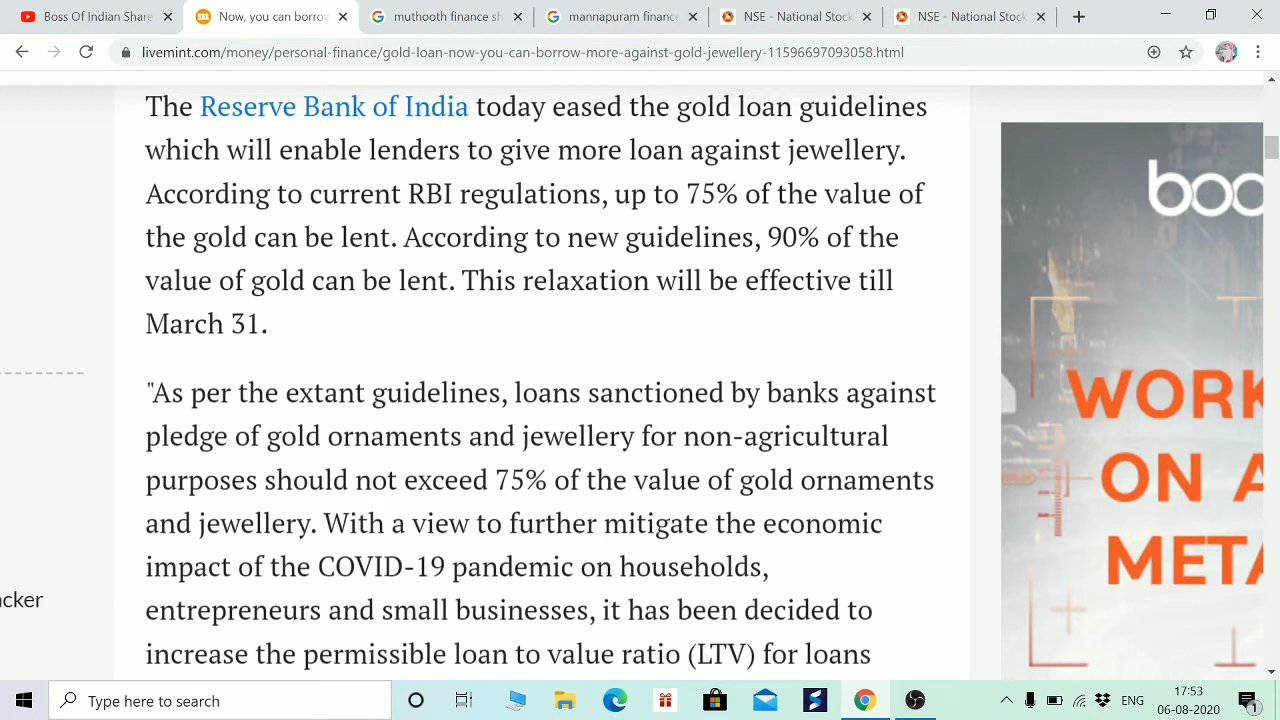 Boss Of Indian Share
Now, you can borrow
muthooth finance sh
mannapuram finance
NSE - National Stock
NSE - National Stock
livemint.com/money/personal-finance/gold-loan-now-you-can-borrow-more-against-gold-jewellery-11596697093058.html
The Reserve Bank of India today eased the gold loan guidelines
which will enable lenders to give more loan against jewellery.
According to current RBI regulations, up to 75% of the value of
the gold can be lent. According to new guidelines, 90% of the
value of gold can be lent. This relaxation will be effective till
March 31.
"As per the extant guidelines, loans sanctioned by banks against
pledge of gold ornaments and jewellery for non-agricultural
purposes should not exceed 75% of the value of gold ornaments
and jewellery. With a view to further mitigate the economic
impact of the COVID-19 pandemic on households,
entrepreneurs and small businesses, it has been decided to
increase the permissible loan to value ratio (LTV) for loans
acker
boo
WORK
ON A
META
Type here to search
ENG
17:53
06-08-2020
1